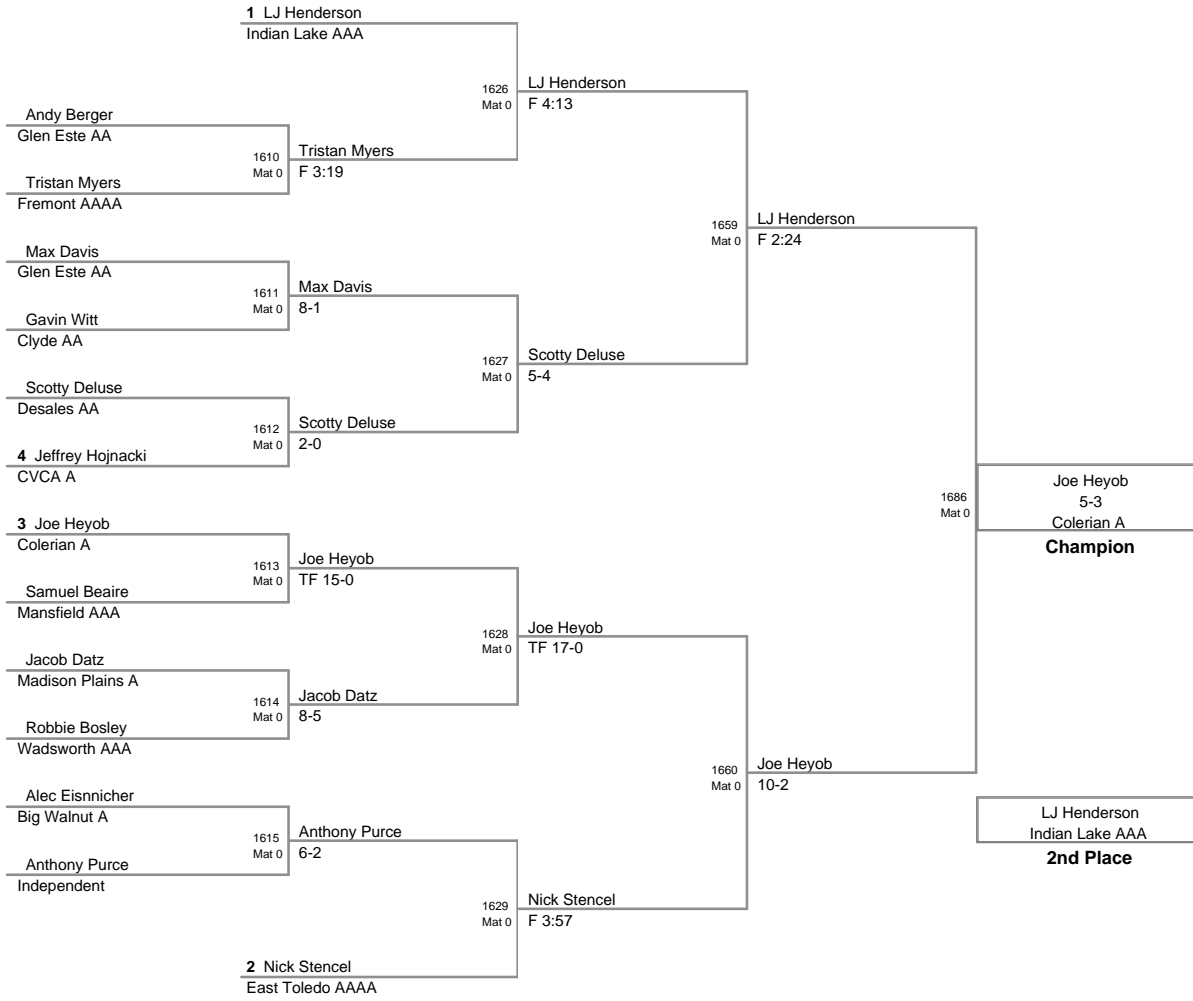 1 LJ Henderson
Indian Lake AAA
1626
Mat 0
LJ Henderson
F 4:13
Andy Berger
Glen Este AA
1610
Mat 0
Tristan Myers
F 3:19
Tristan Myers
Fremont AAAA
1659
Mat 0
LJ Henderson
F 2:24
Max Davis
Glen Este AA
1611
Mat 0
Max Davis
8-1
Gavin Witt
Clyde AA
1627
Mat 0
Scotty Deluse
5-4
Scotty Deluse
Desales AA
1612
Mat 0
Scotty Deluse
2-0
4 Jeffrey Hojnacki
CVCA A
1686
Mat 0
Joe Heyob
5-3
Colerian A
Champion
3 Joe Heyob
Colerian A
1613
Mat 0
Joe Heyob
TF 15-0
Samuel Beaire
Mansfield AAA
1628
Mat 0
Joe Heyob
TF 17-0
Jacob Datz
Madison Plains A
1614
Mat 0
Jacob Datz
8-5
Robbie Bosley
Wadsworth AAA
1660
Mat 0
Joe Heyob
10-2
Alec Eisnnicher
Big Walnut A
1615
Mat 0
Anthony Purce
6-2
Anthony Purce
Independent
LJ Henderson
Indian Lake AAA
2nd Place
1629
Mat 0
Nick Stencel
F 3:57
2 Nick Stencel
East Toledo AAAA